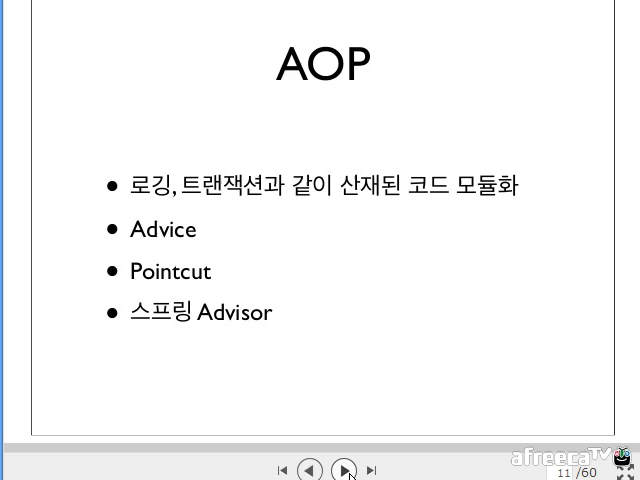 AOP
• 로깅, 트랜잭션과 같이 산재된 코드 모듈화
• Advice
• Pointcut
• 스프링 Advisor
afreecaTV
11 /60